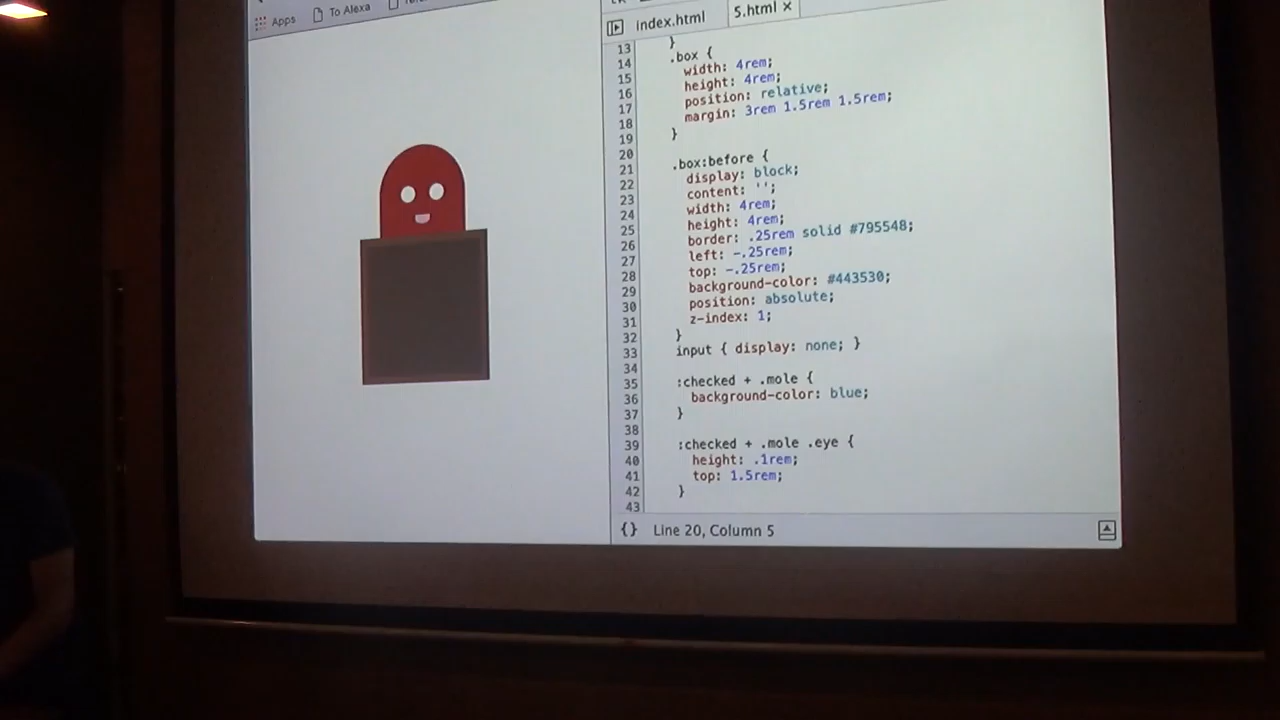 Apps To Alexa
index.html 5.html ×
13 }
14 .box {
15 width: 4rem;
16 height: 4rem;
17 position: relative;
18 margin: 3rem 1.5rem 1.5rem;
19 }
20
21 .box:before {
22 display: block;
23 content: '';
24 width: 4rem;
25 height: 4rem;
26 border: .25rem solid #795548;
27 left: -.25rem;
28 top: -.25rem;
29 background-color: #443530;
30 position: absolute;
31 z-index: 1;
32 }
33 input { display: none; }
34
35 :checked + .mole {
36 background-color: blue;
37 }
38
39 :checked + .mole .eye {
40 height: .1rem;
41 top: 1.5rem;
42 }
43
{} Line 20, Column 5